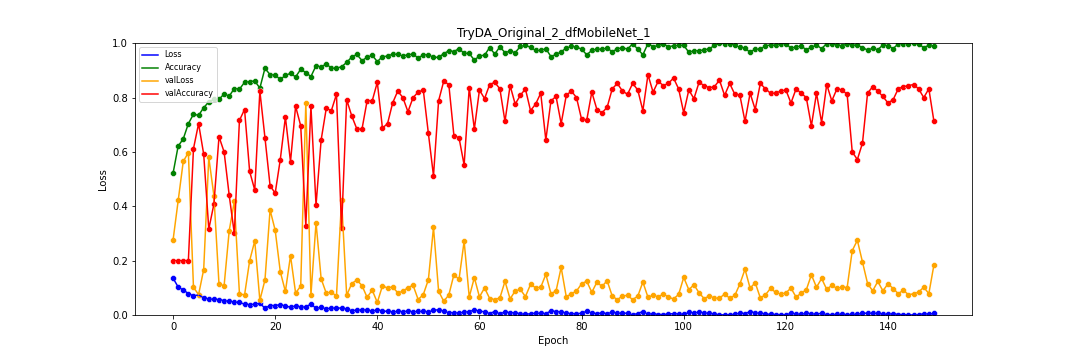 TryDA_Original_2_dfMobileNet_1
Loss
Accuracy
valLoss
valAccuracy
1.0
0.8
0.6
0.4
0.2
0.0
Loss
0 20 40 60 80 100 120 140
Epoch